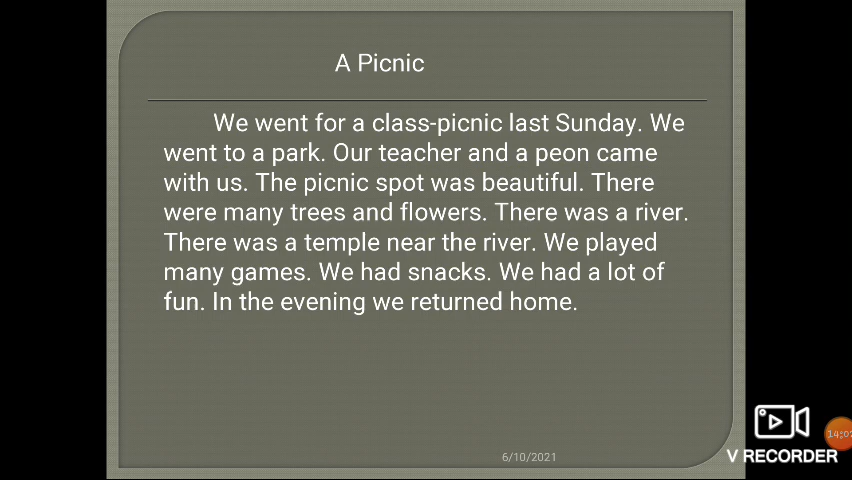 A Picnic
We went for a class-picnic last Sunday. We
went to a park. Our teacher and a peon came
with us. The picnic spot was beautiful. There
were many trees and flowers. There was a river.
There was a temple near the river. We played
many games. We had snacks. We had a lot of
fun. In the evening we returned home.
14:07
V RECORDER
6/10/2021